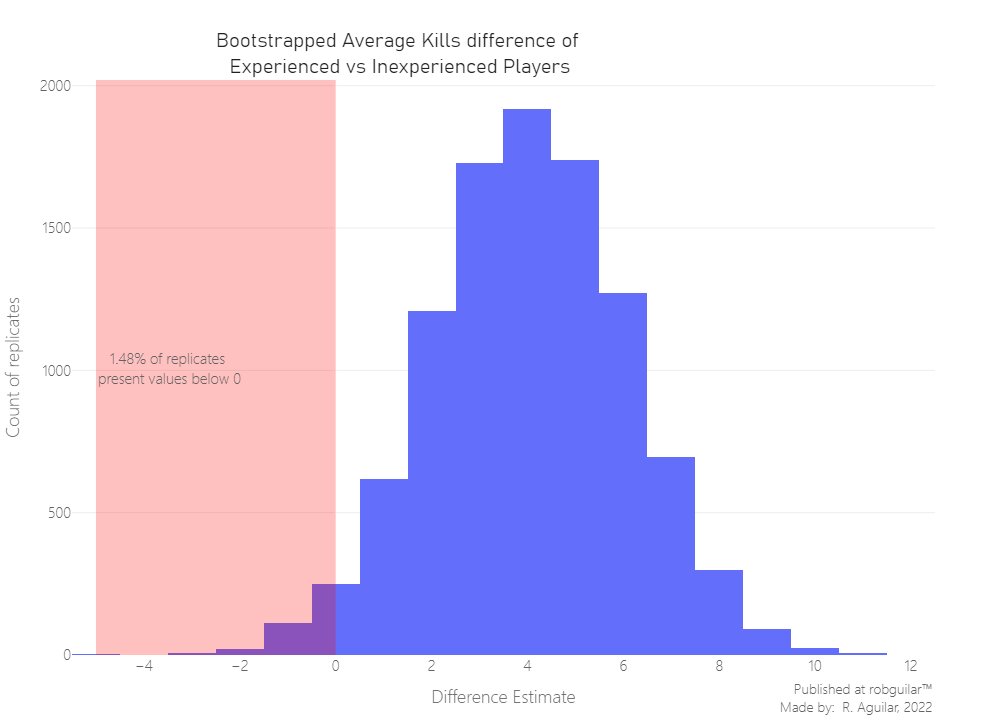 Bootstrapped Average Kills difference of
Experienced vs Inexperienced Players
2000
1500
1000
500
0
Count of replicates
1.48% of replicates
present values below 0
−4
−2
0
2
4
6
8
10
12
Difference Estimate
Published at robguilar™
Made by:  R. Aguilar, 2022